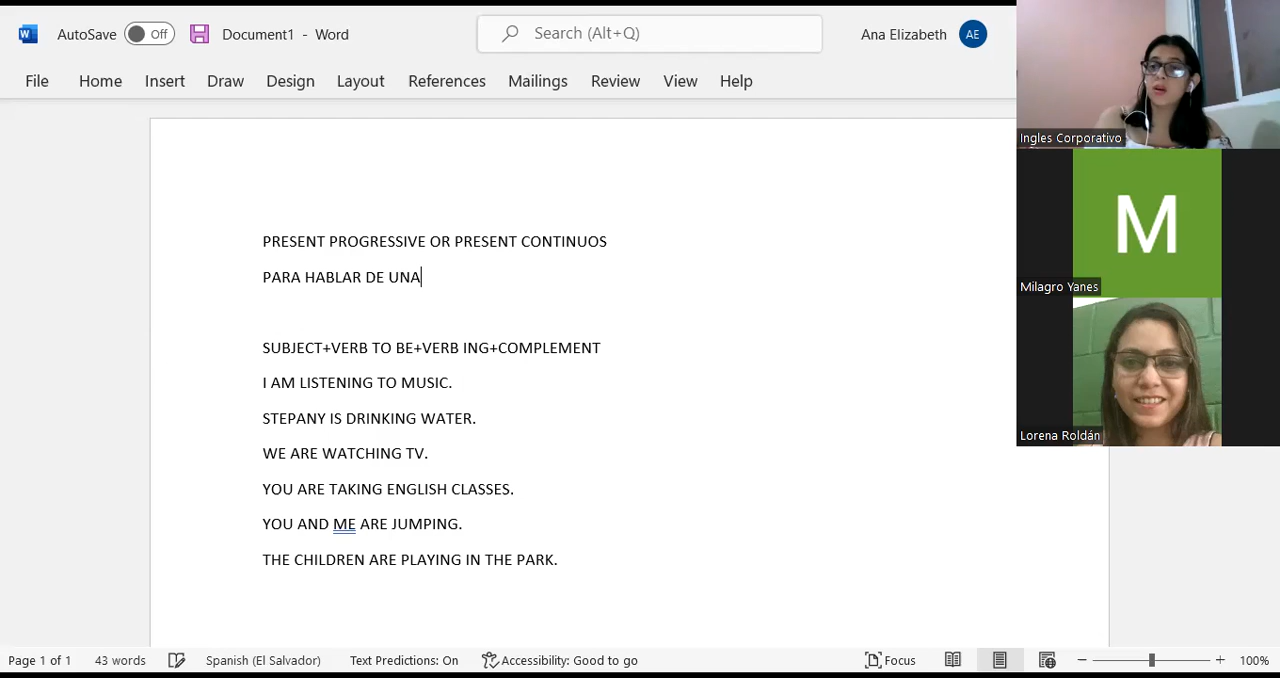 AutoSave Off Document1 - Word Search (Alt+Q) Ana Elizabeth AE
File Home Insert Draw Design Layout References Mailings Review View Help
PRESENT PROGRESSIVE OR PRESENT CONTINUOS
PARA HABLAR DE UNA
SUBJECT+VERB TO BE+VERB ING+COMPLEMENT
I AM LISTENING TO MUSIC.
STEPANY IS DRINKING WATER.
WE ARE WATCHING TV.
YOU ARE TAKING ENGLISH CLASSES.
YOU AND ME ARE JUMPING.
THE CHILDREN ARE PLAYING IN THE PARK.
Ingles Corporativo
M
Milagro Yanes
Lorena Roldán
Page 1 of 1 43 words Spanish (El Salvador) Text Predictions: On Accessibility: Good to go Focus 100%